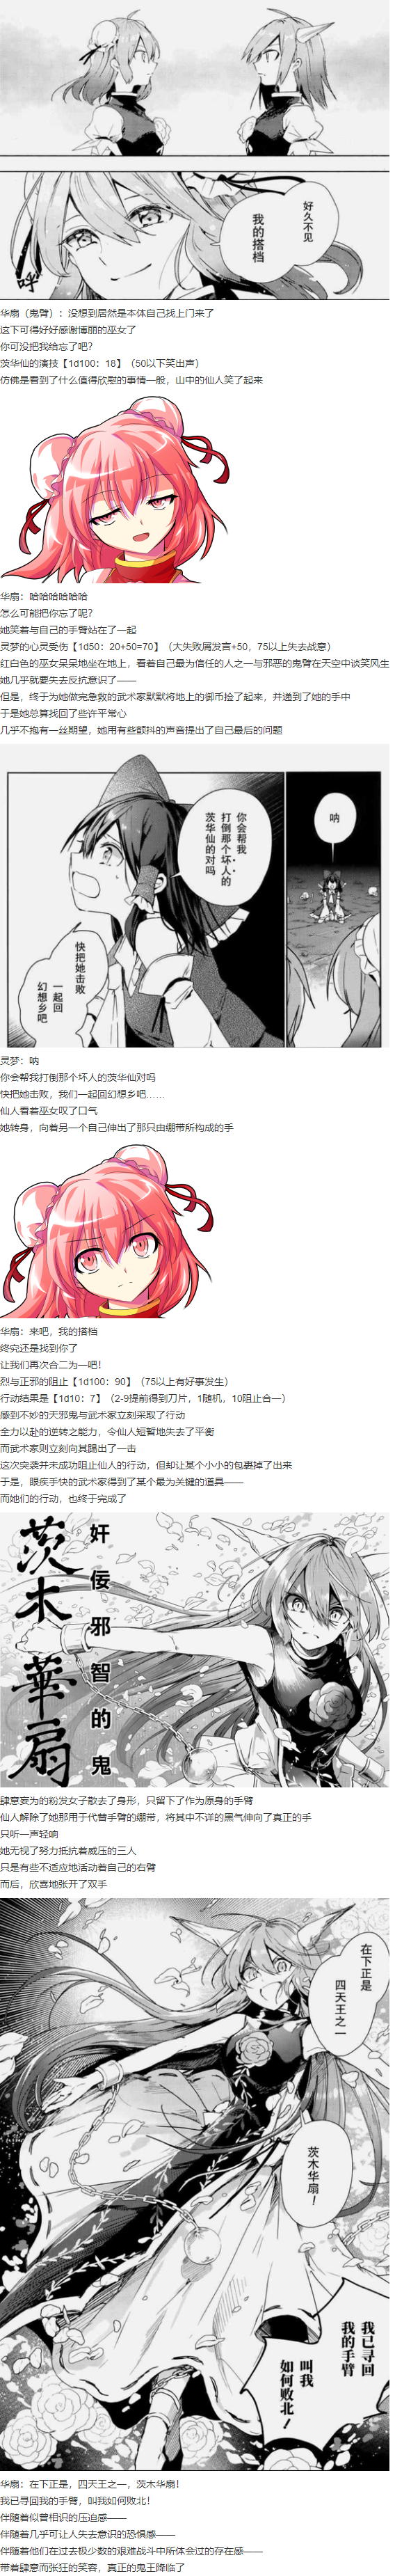 好久不见
我的搭档
呼
华扇（鬼臂）：没想到居然是本体自己找上门来了
这下可得好好感谢博丽的巫女了
你可没把我给忘了吧？
茨华仙的演技【1d100：18】（50以下笑出声）
仿佛是看到了什么值得欣慰的事情一般，山中的仙人笑了起来
华扇：哈哈哈哈哈哈
怎么可能把你忘了呢？
她笑着与自己的手臂站在了一起
灵梦的心灵受伤【1d50：20+50=70】（大失败屑发言+50，75以上失去战意）
红白色的巫女呆呆地坐在地上，看着自己最为信任的人之一与邪恶的鬼臂在天空中谈笑风生
她几乎就要失去反抗意识了——
但是，终于为她做完急救的武术家默默将地上的御币捡了起来，并递到了她的手中
于是她总算找回了些许平常心
几乎不抱有一丝期望，她用有些颤抖的声音提出了自己最后的问题
呐
你会帮我
打倒那个坏人的
茨华仙的对吗
快把她击败
一起回
幻想乡吧
灵梦：呐
你会帮我打倒那个坏人的茨华仙对吗
快把她击败，我们一起回幻想乡吧……
仙人看着巫女叹了口气
她转身，向着另一个自己伸出了那只由绷带所构成的手
华扇：来吧，我的搭档
终究还是找到你了
让我们再次合二为一吧！
烈与正邪的阻止【1d100：90】（75以上有好事发生）
行动结果是【1d10：7】（2-9提前得到刀片，1随机，10阻止合一）
感到不妙的天邪鬼与武术家立刻采取了行动
全力以赴的逆转之能力，令仙人短暂地失去了平衡
而武术家则立刻向其踢出了一击
这次突袭并未成功阻止仙人的行动，但却让某个小小的包裹掉了出来
于是，眼疾手快的武术家得到了某个最为关键的道具——
而她们的行动，也终于完成了
奸佞邪智的鬼
茨木華扇
肆意妄为的粉发女子散去了身形，只留下了作为原身的手臂
仙人解除了她那用于代替手臂的绷带，将其中不详的黑气伸向了真正的手
只听一声轻响
她无视了努力抵抗着威压的三人
只是有些不适应地活动着自己的右臂
而后，欣喜地张开了双手
在下正是
四天王之一
茨木华扇！
我已寻回
我的手臂
叫我
如何败北！
华扇：在下正是，四天王之一，茨木华扇！
我已寻回我的手臂，叫我如何败北！
伴随着似曾相识的压迫感——
伴随着几乎可让人失去意识的恐惧感——
伴随着他们在过去极少数的艰难战斗中所体会过的存在感——
带着肆意而张狂的笑容，真正的鬼王降临了